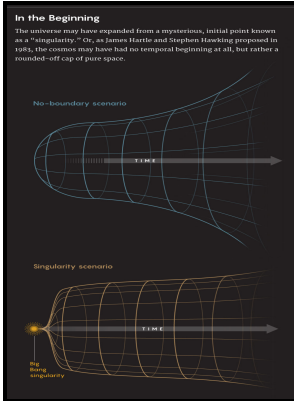 In the Beginning
The universe may have expanded from a mysterious, initial point known
as a “singularity.” Or, as James Hartle and Stephen Hawking proposed in
1983, the cosmos may have had no temporal beginning at all, but rather a
rounded-off cap of pure space.
No-boundary scenario
TIME
Singularity scenario
TIME
Big
Bang
singularity